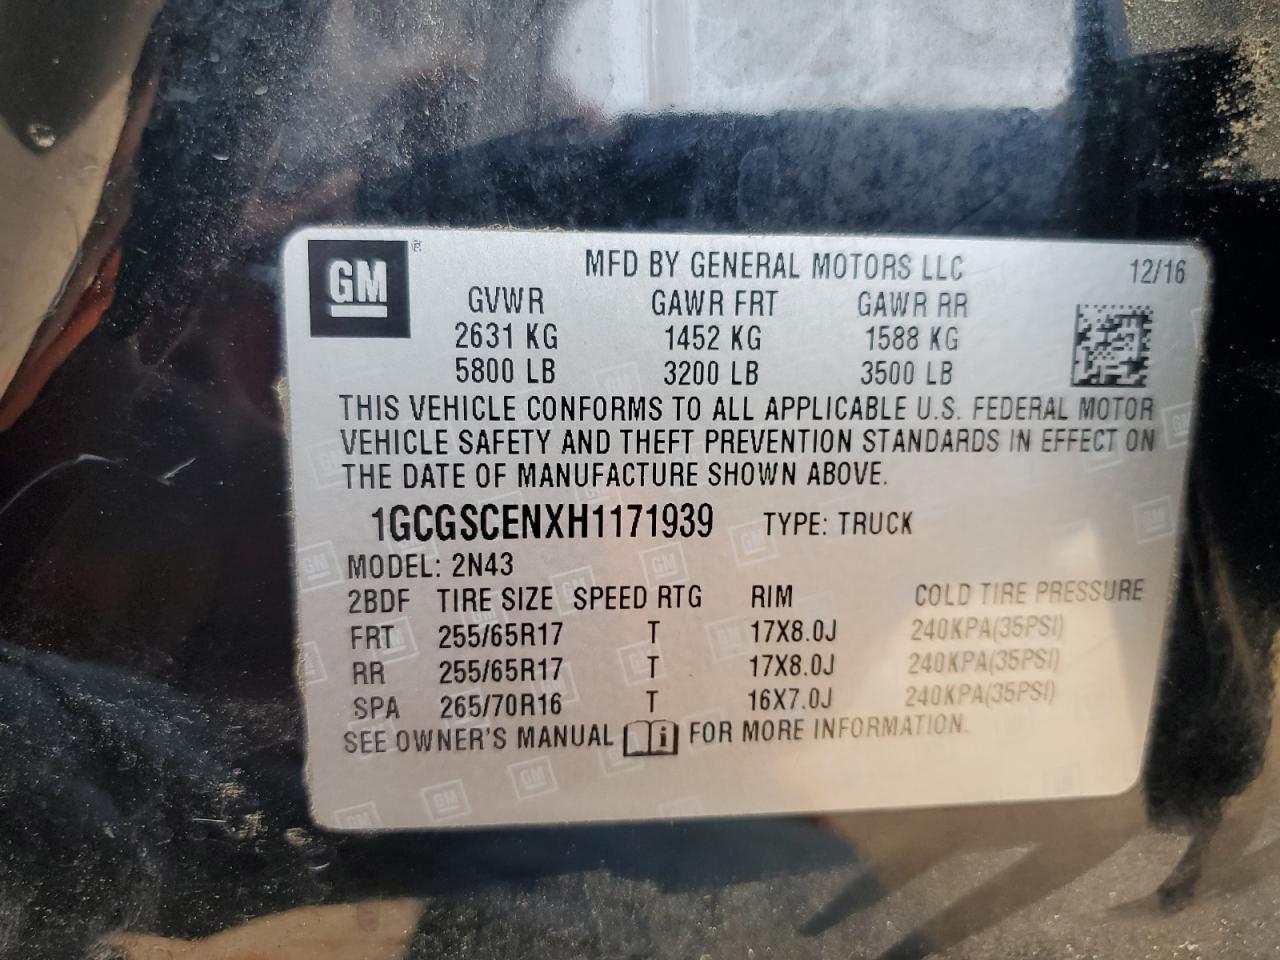 GM
MFD BY GENERAL MOTORS LLC 12/16
GVWR GAWR FRT GAWR RR
2631 KG 1452 KG 1588 KG
5800 LB 3200 LB 3500 LB
THIS VEHICLE CONFORMS TO ALL APPLICABLE U.S. FEDERAL MOTOR
VEHICLE SAFETY AND THEFT PREVENTION STANDARDS IN EFFECT ON
THE DATE OF MANUFACTURE SHOWN ABOVE.
1GCGSCENXH1171939 TYPE: TRUCK
MODEL: 2N43
2BDF TIRE SIZE SPEED RTG RIM COLD TIRE PRESSURE
FRT 255/65R17 T 17X8.0J 240KPA(35PSI)
RR 255/65R17 T 17X8.0J 240KPA(35PSI)
SPA 265/70R16 T 16X7.0J 240KPA(35PSI)
SEE OWNER'S MANUAL i FOR MORE INFORMATION.